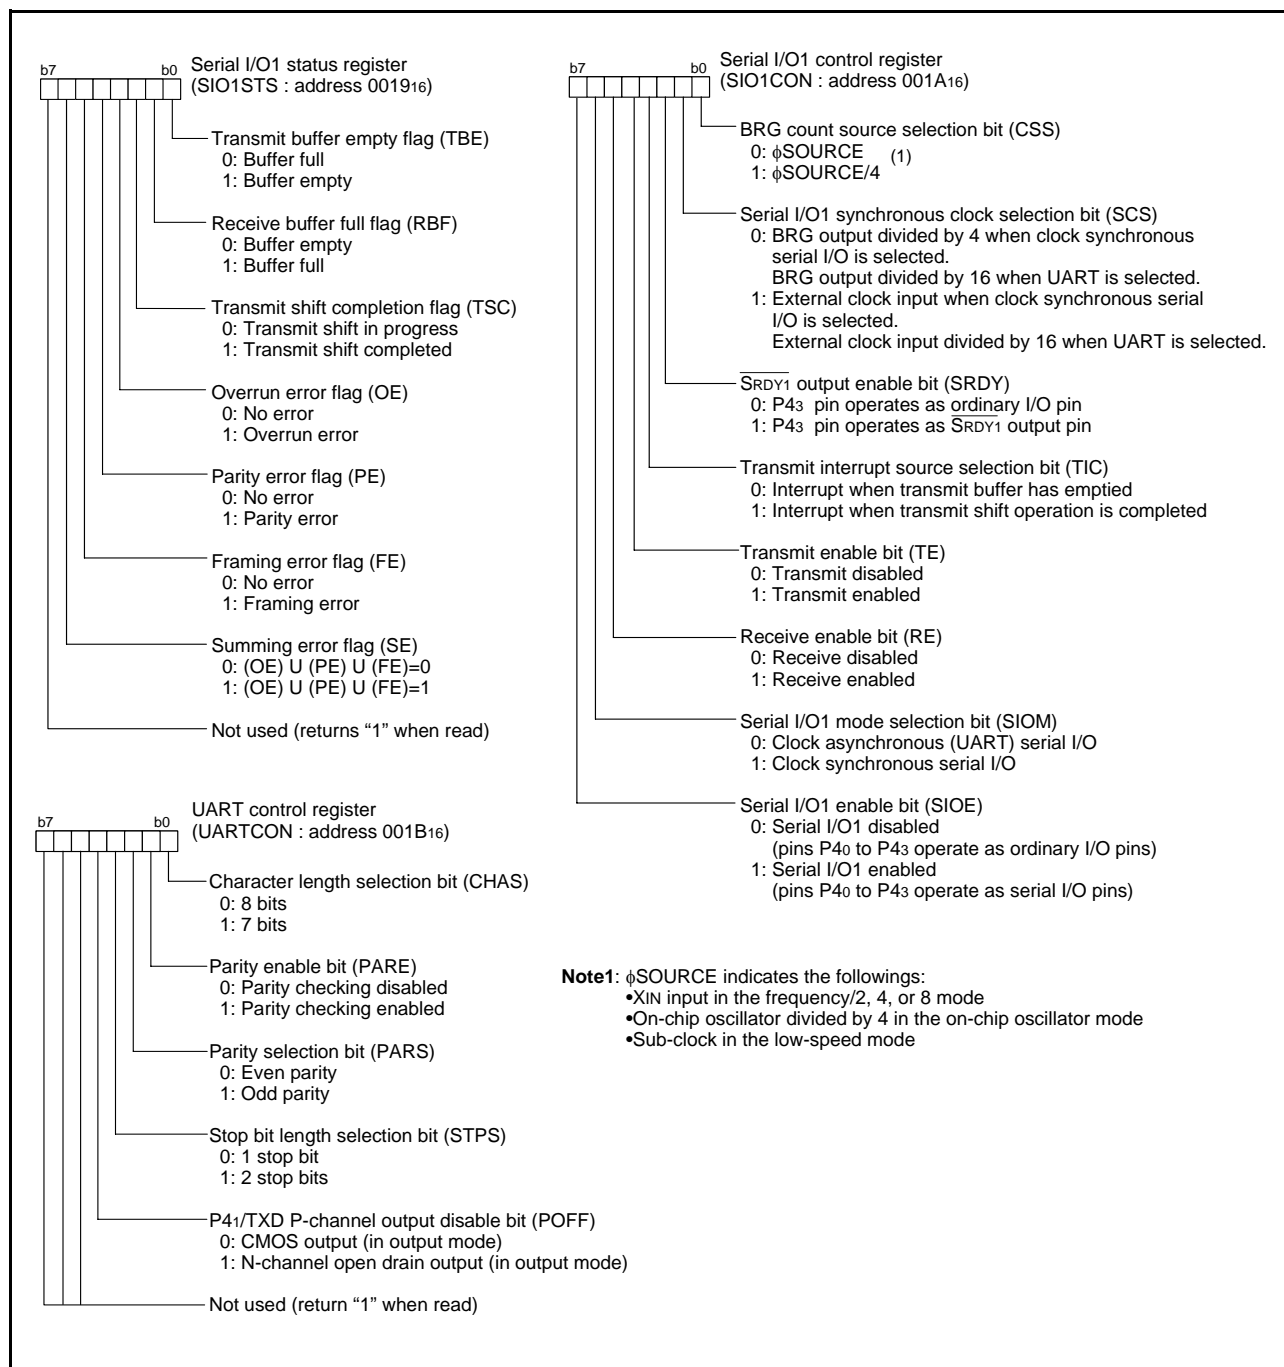 b7
b0
Serial I/O1 status register
(SIO1STS : address 001916)
Transmit buffer empty flag (TBE)
0: Buffer full
1: Buffer empty
Receive buffer full flag (RBF)
0: Buffer empty
1: Buffer full
Transmit shift completion flag (TSC)
0: Transmit shift in progress
1: Transmit shift completed
Overrun error flag (OE)
0: No error
1: Overrun error
Parity error flag (PE)
0: No error
1: Parity error
Framing error flag (FE)
0: No error
1: Framing error
Summing error flag (SE)
0: (OE) U (PE) U (FE)=0
1: (OE) U (PE) U (FE)=1
Not used (returns “1” when read)
b7
b0
UART control register
(UARTCON : address 001B16)
Character length selection bit (CHAS)
0: 8 bits
1: 7 bits
Parity enable bit (PARE)
0: Parity checking disabled
1: Parity checking enabled
Parity selection bit (PARS)
0: Even parity
1: Odd parity
Stop bit length selection bit (STPS)
0: 1 stop bit
1: 2 stop bits
P41/TXD P-channel output disable bit (POFF)
0: CMOS output (in output mode)
1: N-channel open drain output (in output mode)
Not used (return “1” when read)
b7
b0
Serial I/O1 control register
(SIO1CON : address 001A16)
BRG count source selection bit (CSS)
0: ϕSOURCE (1)
1: ϕSOURCE/4
Serial I/O1 synchronous clock selection bit (SCS)
0: BRG output divided by 4 when clock synchronous
serial I/O is selected.
BRG output divided by 16 when UART is selected.
1: External clock input when clock synchronous serial
I/O is selected.
External clock input divided by 16 when UART is selected.
SRDY1 output enable bit (SRDY)
0: P43 pin operates as ordinary I/O pin
1: P43 pin operates as SRDY1 output pin
Transmit interrupt source selection bit (TIC)
0: Interrupt when transmit buffer has emptied
1: Interrupt when transmit shift operation is completed
Transmit enable bit (TE)
0: Transmit disabled
1: Transmit enabled
Receive enable bit (RE)
0: Receive disabled
1: Receive enabled
Serial I/O1 mode selection bit (SIOM)
0: Clock asynchronous (UART) serial I/O
1: Clock synchronous serial I/O
Serial I/O1 enable bit (SIOE)
0: Serial I/O1 disabled
(pins P40 to P43 operate as ordinary I/O pins)
1: Serial I/O1 enabled
(pins P40 to P43 operate as serial I/O pins)
Note1: ϕSOURCE indicates the followings:
•XIN input in the frequency/2, 4, or 8 mode
•On-chip oscillator divided by 4 in the on-chip oscillator mode
•Sub-clock in the low-speed mode